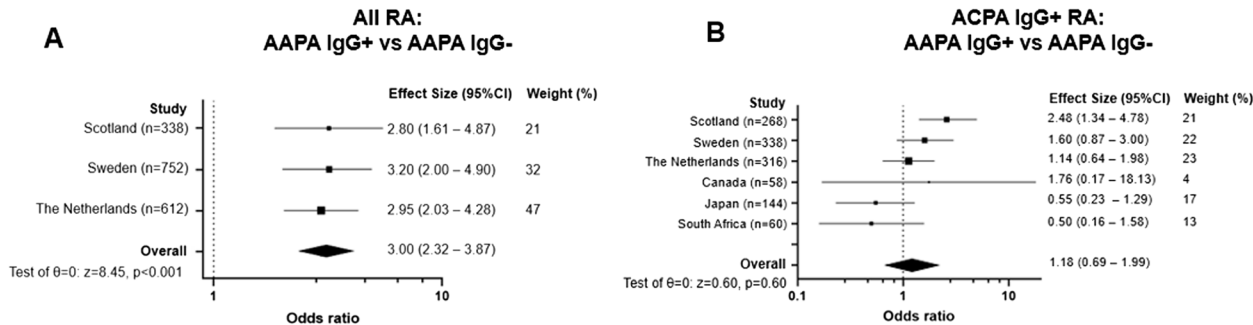 A
All RA:
AAPA IgG+ vs AAPA IgG-
Effect Size (95%CI) Weight (%)
Study
Scotland (n=338) 2.80 (1.61 – 4.87) 21
Sweden (n=752) 3.20 (2.00 – 4.90) 32
The Netherlands (n=612) 2.95 (2.03 – 4.28) 47
Overall 3.00 (2.32 – 3.87)
Test of θ=0: z=8.45, p<0.001
1 10
Odds ratio
B
ACPA IgG+ RA:
AAPA IgG+ vs AAPA IgG-
Study Effect Size (95%CI) Weight (%)
Scotland (n=268) 2.48 (1.34 – 4.78) 21
Sweden (n=338) 1.60 (0.87 – 3.00) 22
The Netherlands (n=316) 1.14 (0.64 – 1.98) 23
Canada (n=58) 1.76 (0.17 – 18.13) 4
Japan (n=144) 0.55 (0.23 – 1.29) 17
South Africa (n=60) 0.50 (0.16 – 1.58) 13
Overall 1.18 (0.69 – 1.99)
Test of θ=0: z=0.60, p=0.60
0.1 1 10
Odds ratio